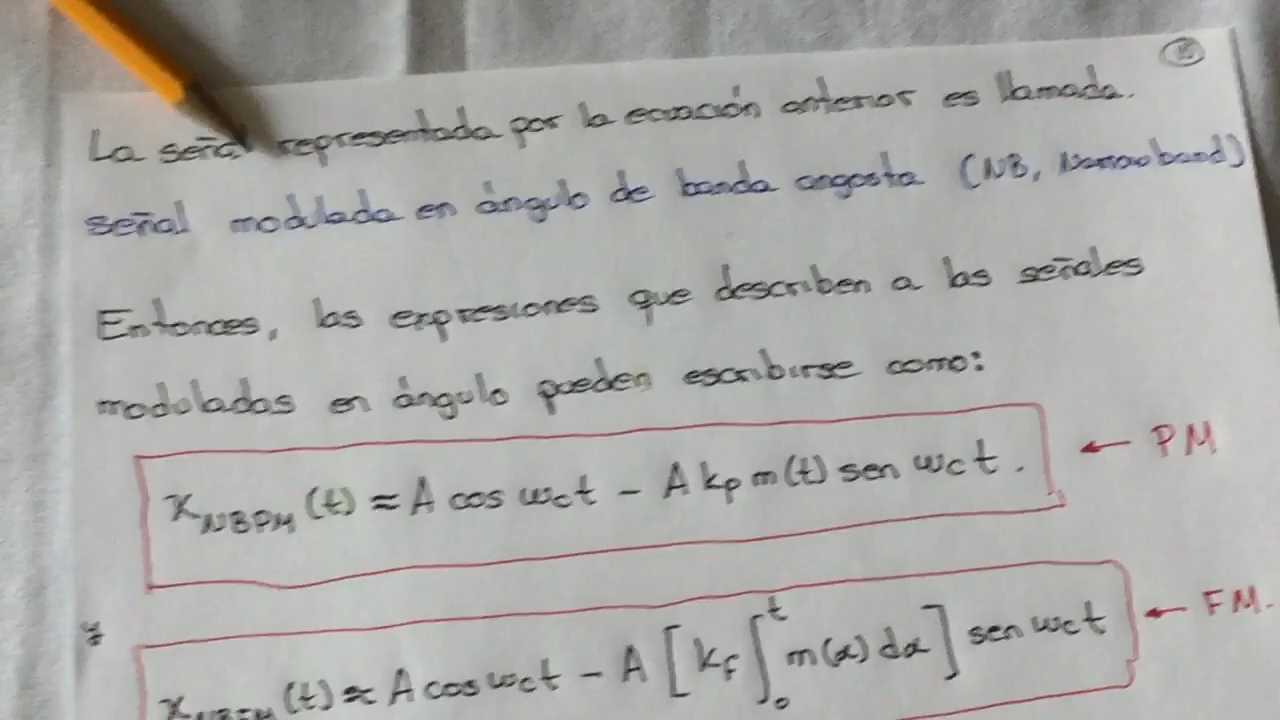 15
La señal representada por la ecuación anterior es llamada.
señal modulada en ángulo de banda angosta (NB, Narrowband)
Entonces, las expresiones que describen a las señales
moduladas en ángulo pueden escribirse como:
x_NBPM (t) ≈ A cos ωct - A kp m(t) sen ωct. ← PM
y
x_NBFM (t) ≈ A cos ωct - A [kf ∫₀ᵗ m(α) dα] sen ωct ← FM.